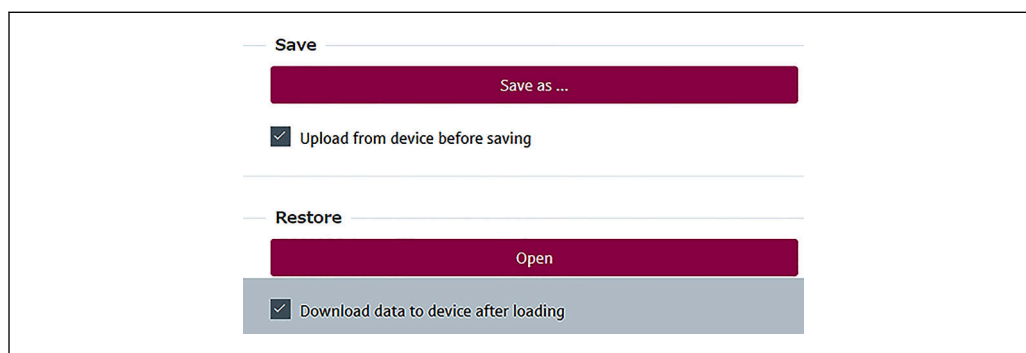 Save
Save as ...
Upload from device before saving
Restore
Open
Download data to device after loading